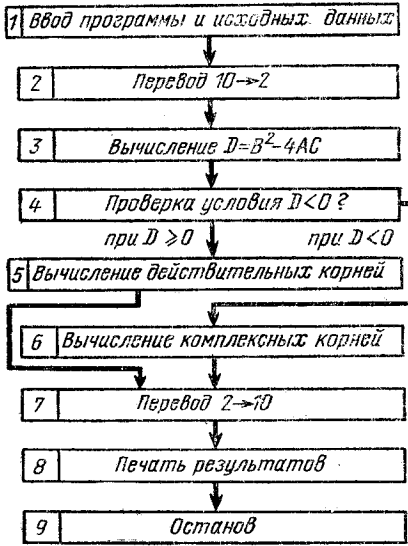 1 Ввод программы и исходных данных
2 Перевод 10→2
3 Вычисление D=B²-4AC
4 Проверка условия D<0 ?
при D ⩾0 при D<0
5 Вычисление действительных корней
6 Вычисление комплексных корней
7 Перевод 2→10
8 Печать результатов
9 Останов